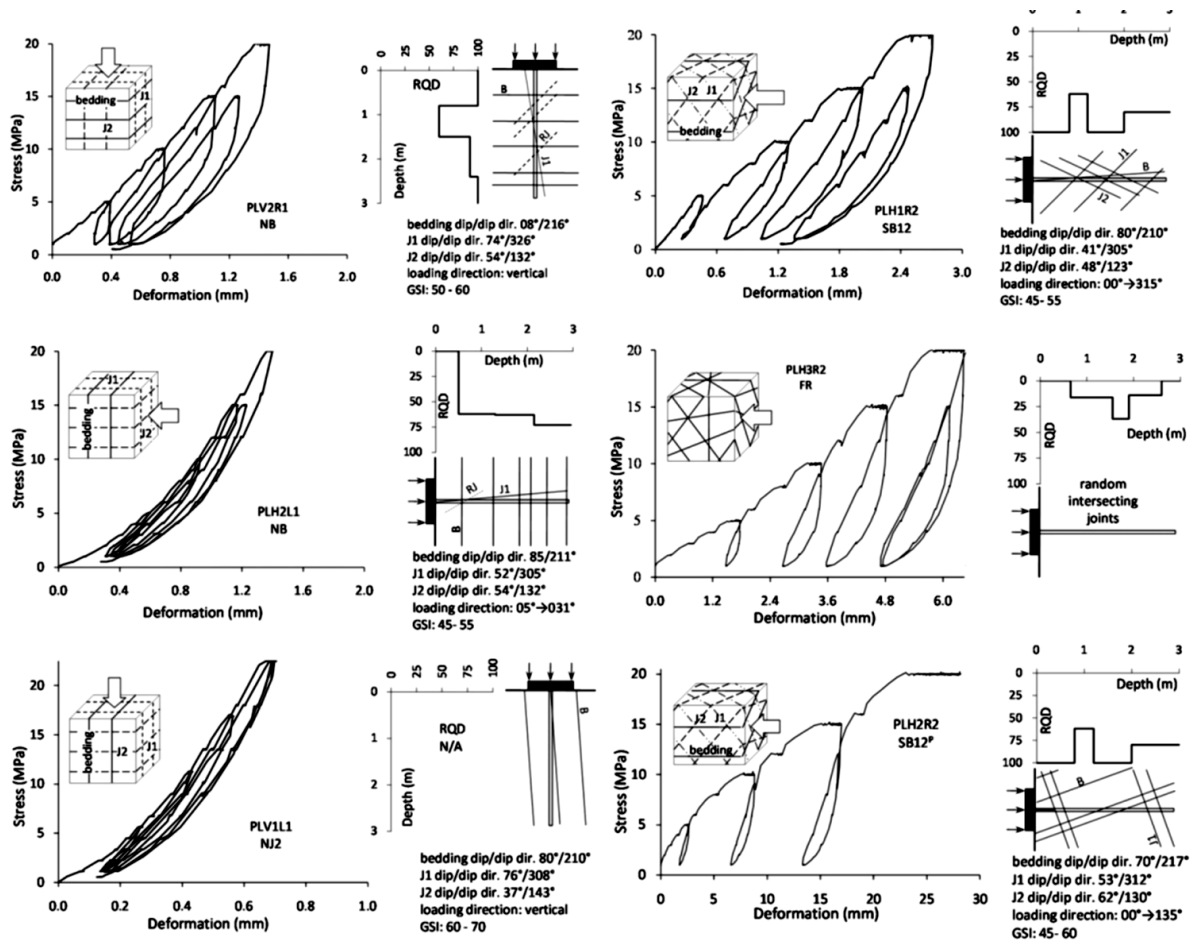 20
15
10
5
0
Stress (MPa)
bedding
J1
J2
PLV2R1
NB
0.0 0.4 0.8 1.2 1.6 2.0
Deformation (mm)
0 25 50 75 100
RQD
0
1
2
3
Depth (m)
B
RJ
J1
bedding dip/dip dir. 08°/216°
J1 dip/dip dir. 74°/326°
J2 dip/dip dir. 54°/132°
loading direction: vertical
GSI: 50 - 60
20
15
10
5
0
Stress (MPa)
J2 J1
bedding
PLH1R2
SB12
0.0 0.6 1.2 1.8 2.4 3.0
Deformation (mm)
Depth (m)
0
25
50
75
100
RQD
J1
B
J2
bedding dip/dip dir. 80°/210°
J1 dip/dip dir. 41°/305°
J2 dip/dip dir. 48°/123°
loading direction: 00°→315°
GSI: 45- 55
20
15
10
5
0
Stress (MPa)
J1
bedding
J2
PLH2L1
NB
0.0 0.4 0.8 1.2 1.6 2.0
Deformation (mm)
0 1 2 3
Depth (m)
0
25
50
75
100
RQD
RJ
J1
B
bedding dip/dip dir. 85/211°
J1 dip/dip dir. 52°/305°
J2 dip/dip dir. 54°/132°
loading direction: 05°→031°
GSI: 45 - 55
20
15
10
5
0
Stress (MPa)
PLH3R2
FR
0.0 1.2 2.4 3.6 4.8 6.0
Deformation (mm)
0 1 2 3
0
25
50
75
100
RQD
Depth (m)
random
intersecting
joints
20
15
10
5
0
Stress (MPa)
bedding
J2
J1
PLV1L1
NJ2
0.0 0.2 0.4 0.6 0.8 1.0
Deformation (mm)
0 25 50 75 100
RQD
N/A
0
1
2
3
Depth (m)
B
bedding dip/dip dir. 80°/210°
J1 dip/dip dir. 76°/308°
J2 dip/dip dir. 37°/143°
loading direction: vertical
GSI: 60 - 70
20
15
10
5
0
Stress (MPa)
J2 J1
bedding
PLH2R2
SB12ᴾ
0 5 10 15 20 25 30
Deformation (mm)
0 1 2 3
Depth (m)
0
25
50
75
100
RQD
B
bedding dip/dip dir. 70°/217°
J1 dip/dip dir. 53°/312°
J2 dip/dip dir. 62°/130°
loading direction: 00°→135°
GSI: 45- 60